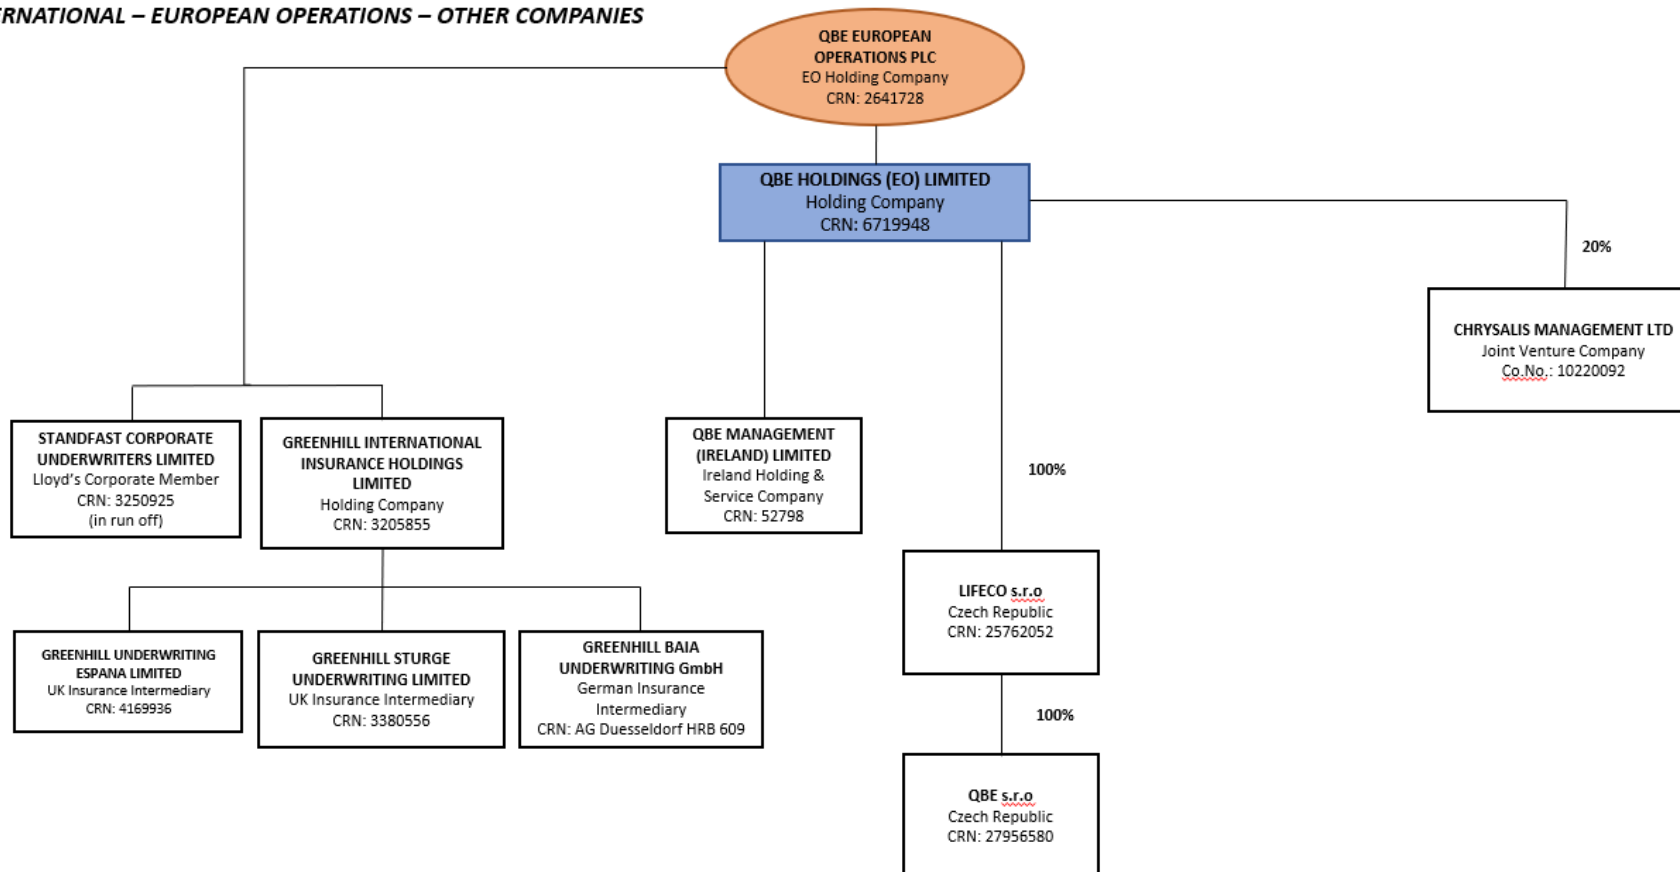 ERNATIONAL – EUROPEAN OPERATIONS – OTHER COMPANIES
QBE EUROPEAN
OPERATIONS PLC
EO Holding Company
CRN: 2641728
QBE HOLDINGS (EO) LIMITED
Holding Company
CRN: 6719948
20%
CHRYSALIS MANAGEMENT LTD
Joint Venture Company
Co.No.: 10220092
STANDFAST CORPORATE
UNDERWRITERS LIMITED
Lloyd's Corporate Member
CRN: 3250925
(in run off)
GREENHILL INTERNATIONAL
INSURANCE HOLDINGS
LIMITED
Holding Company
CRN: 3205855
QBE MANAGEMENT
(IRELAND) LIMITED
Ireland Holding &
Service Company
CRN: 52798
100%
LIFECO s.r.o
Czech Republic
CRN: 25762052
GREENHILL UNDERWRITING
ESPANA LIMITED
UK Insurance Intermediary
CRN: 4169936
GREENHILL STURGE
UNDERWRITING LIMITED
UK Insurance Intermediary
CRN: 3380556
GREENHILL BAIA
UNDERWRITING GmbH
German Insurance
Intermediary
CRN: AG Duesseldorf HRB 609
100%
QBE s.r.o
Czech Republic
CRN: 27956580